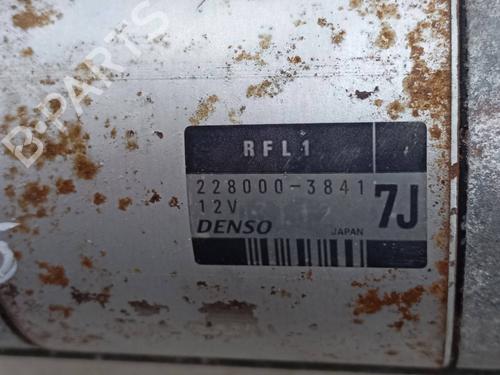 B-PARTS
RFL1
228000-3841
12V
7J
DENSO
JAPAN